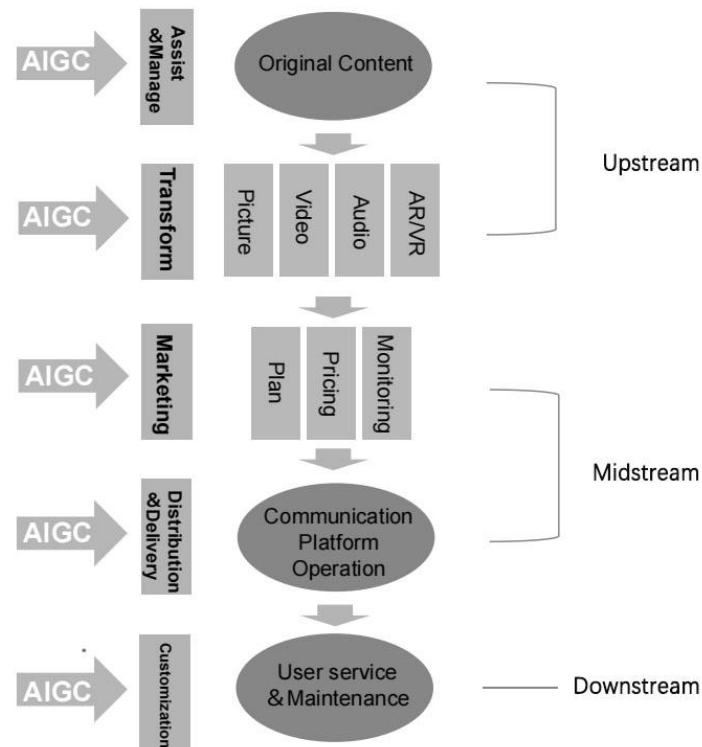 AIGC
Assist
&Manage
Original Content
Upstream
AIGC
Transform
Picture
Video
Audio
AR/VR
AIGC
Marketing
Plan
Pricing
Monitoring
Midstream
AIGC
Distribution
&Delivery
Communication
Platform
Operation
AIGC
Customization
User service
&Maintenance
Downstream